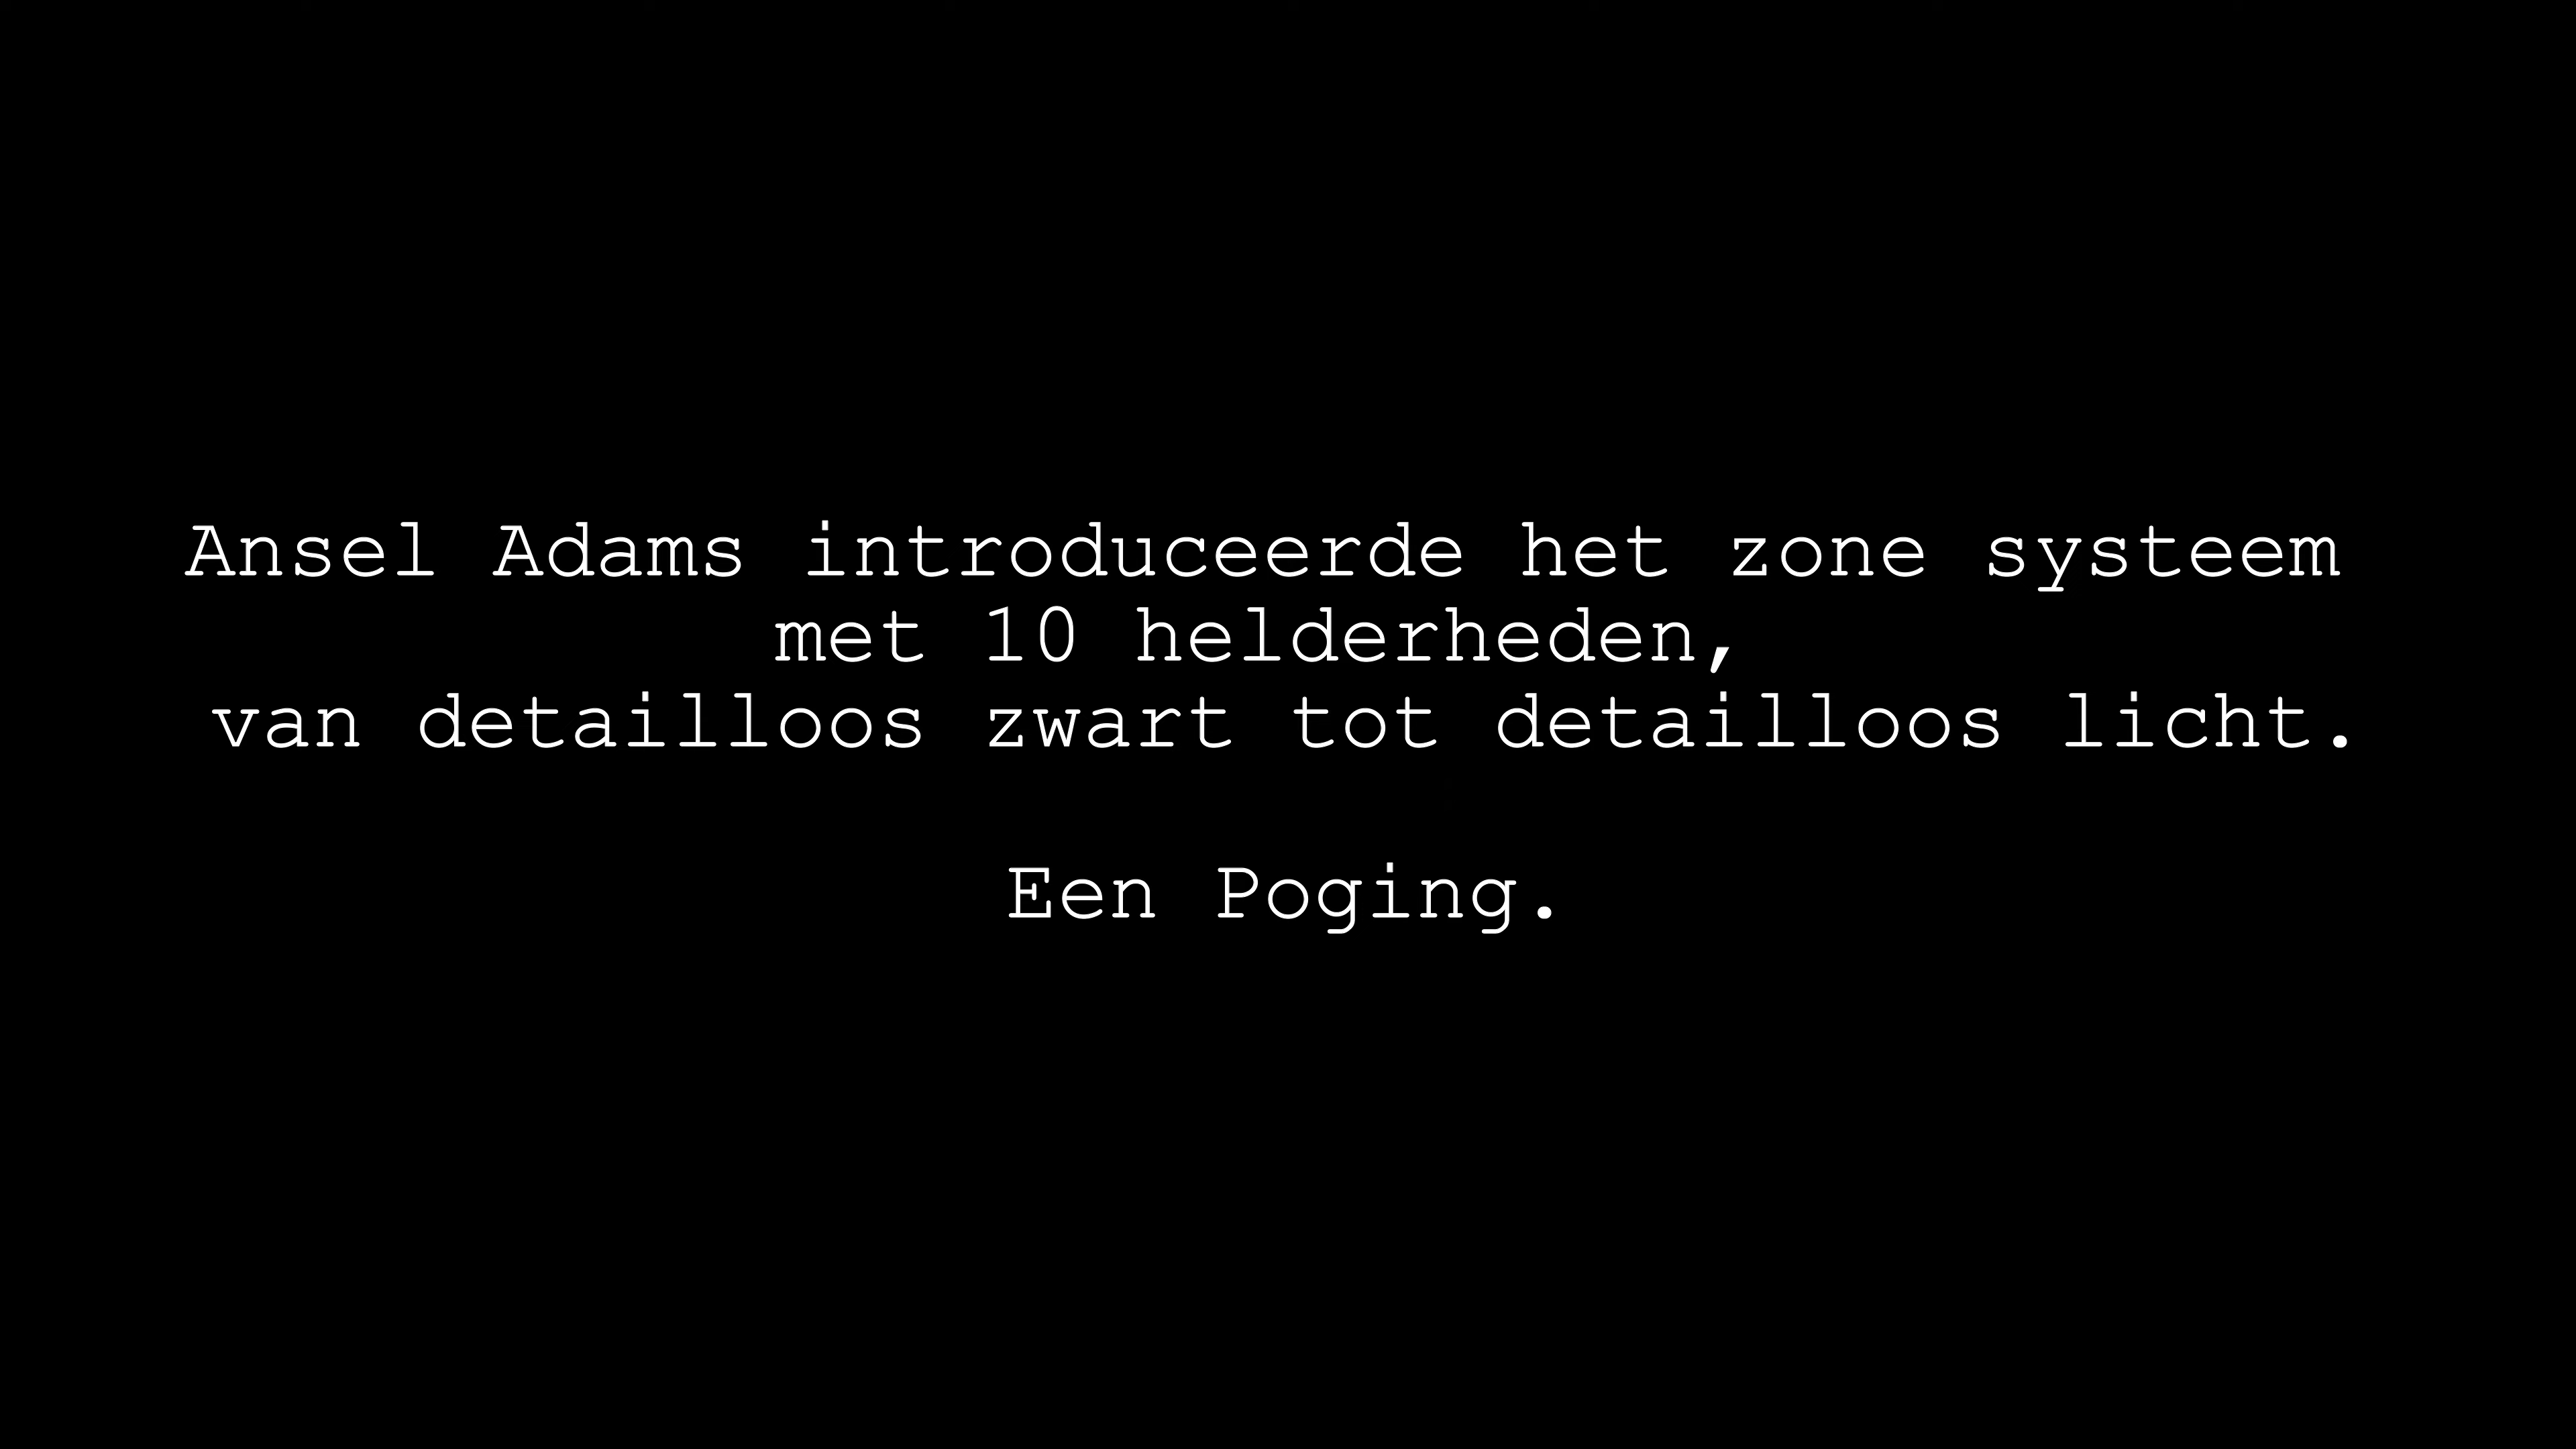 Ansel Adams introduceerde het zone systeem
met 10 helderheden,
van detailloos zwart tot detailloos licht.
Een Poging.